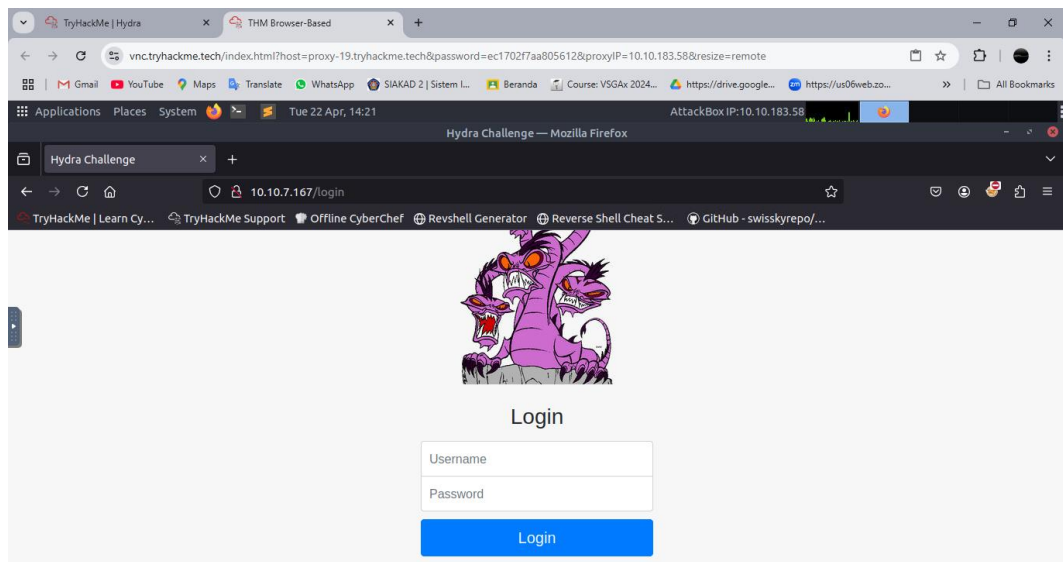 TryHackMe | Hydra
THM Browser-Based
vnc.tryhackme.tech/index.html?host=proxy-19.tryhackme.tech&password=ec1702f7aa805612&proxyIP=10.10.183.58&resize=remote
Gmail YouTube Maps Translate WhatsApp SIAKAD 2 | Sistem I... Beranda Course: VSGAx 2024... https://drive.google... https://us06web.zo... » All Bookmarks
Applications Places System Tue 22 Apr, 14:21 AttackBox IP:10.10.183.58
Hydra Challenge — Mozilla Firefox
Hydra Challenge
10.10.7.167/login
TryHackMe | Learn Cy... TryHackMe Support Offline CyberChef Revshell Generator Reverse Shell Cheat S... GitHub - swisskyrepo/...
Login
Username
Password
Login